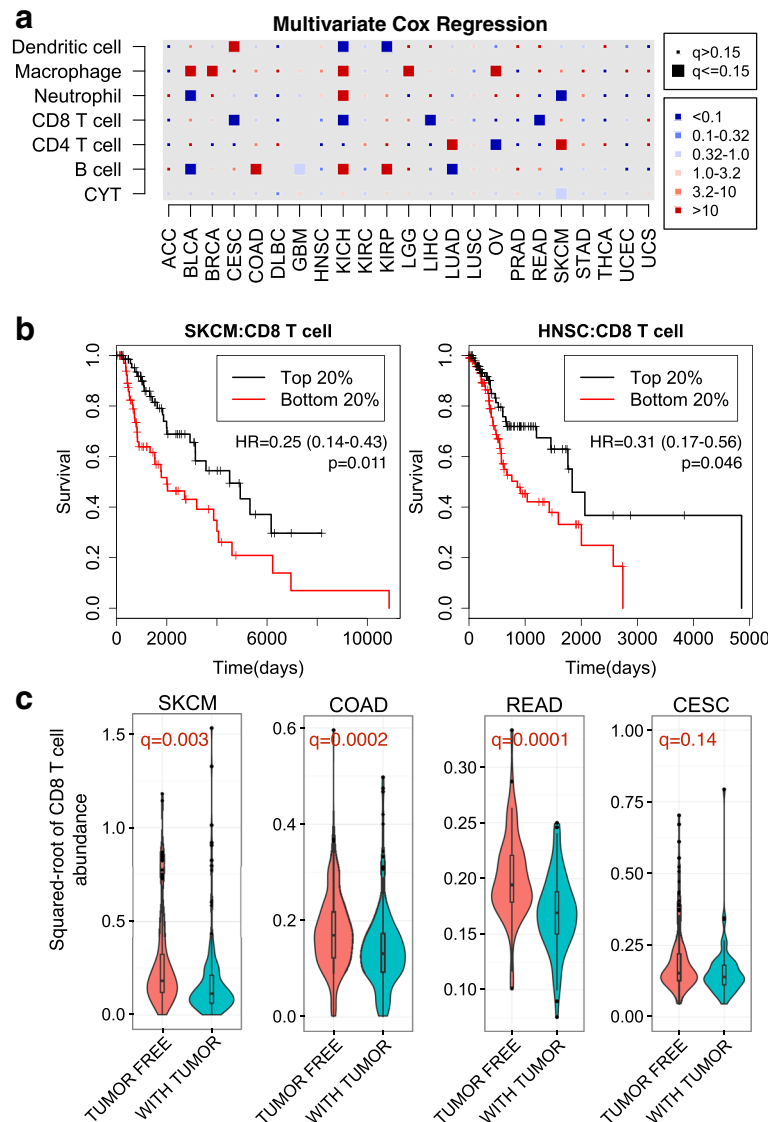 a
Multivariate Cox Regression
Dendritic cell
Macrophage
Neutrophil
CD8 T cell
CD4 T cell
B cell
CYT
q>0.15
q<=0.15
<0.1
0.1-0.32
0.32-1.0
1.0-3.2
3.2-10
>10
ACC
BLCA
BRCA
CESC
COAD
DLBC
GBM
HNSC
KICH
KIRC
KIRP
LGG
LIHC
LUAD
LUSC
OV
PRAD
READ
SKCM
STAD
THCA
UCEC
UCS
b
SKCM:CD8 T cell
Top 20%
Bottom 20%
HR=0.25 (0.14-0.43)
p=0.011
Survival
1.0
0.8
0.6
0.4
0.2
0.0
0 2000 6000 10000
Time(days)
HNSC:CD8 T cell
Top 20%
Bottom 20%
HR=0.31 (0.17-0.56)
p=0.046
Survival
1.0
0.8
0.6
0.4
0.2
0.0
0 1000 2000 3000 4000 5000
Time(days)
c
Squared-root of CD8 T cell
abundance
SKCM
q=0.003
1.5
1.0
0.5
0.0
TUMOR FREE
WITH TUMOR
COAD
q=0.0002
0.6
0.4
0.2
0.0
TUMOR FREE
WITH TUMOR
READ
q=0.0001
0.30
0.25
0.20
0.15
0.10
TUMOR FREE
WITH TUMOR
CESC
q=0.14
1.00
0.75
0.50
0.25
0.00
TUMOR FREE
WITH TUMOR